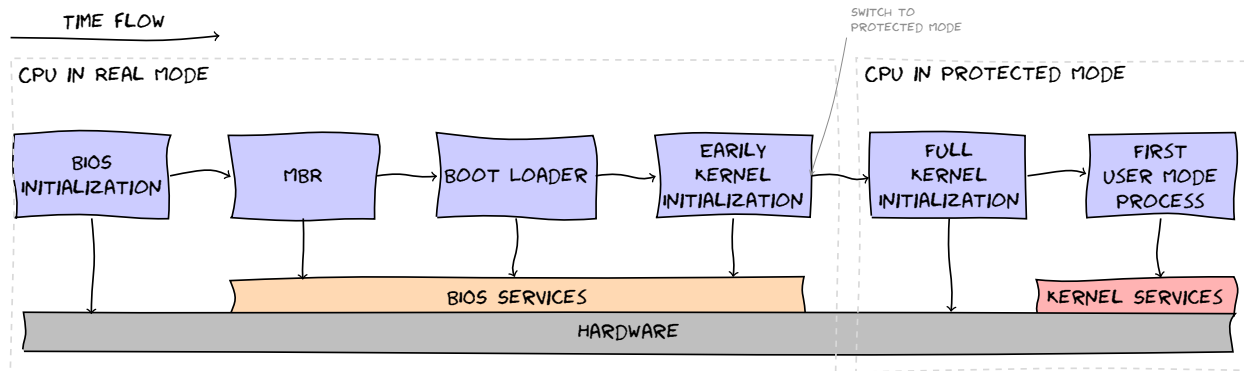 TIME FLOW
SWITCH TO
PROTECTED MODE
CPU IN REAL MODE
CPU IN PROTECTED MODE
BIOS
INITIALIZATION
MBR
BOOT LOADER
EARILY
KERNEL
INITIALIZATION
FULL
KERNEL
INITIALIZATION
FIRST
USER MODE
PROCESS
BIOS SERVICES
KERNEL SERVICES
HARDWARE